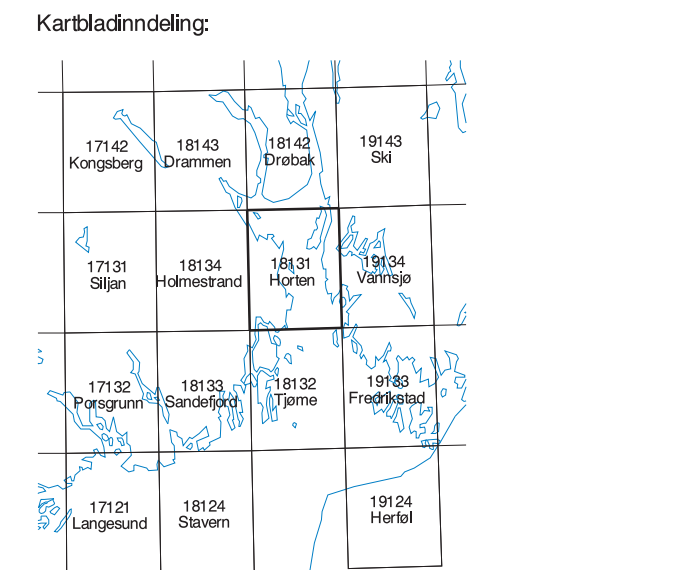 Kartbladinndeling:
17142
Kongsberg
18143
Drammen
18142
Drøbak
19143
Ski
17131
Siljan
18134
Holmestrand
18131
Horten
19134
Vannsjø
17132
Porsgrunn
18133
Sandefjord
18132
Tjøme
19133
Fredrikstad
17121
Langesund
18124
Stavern
19124
Herføl